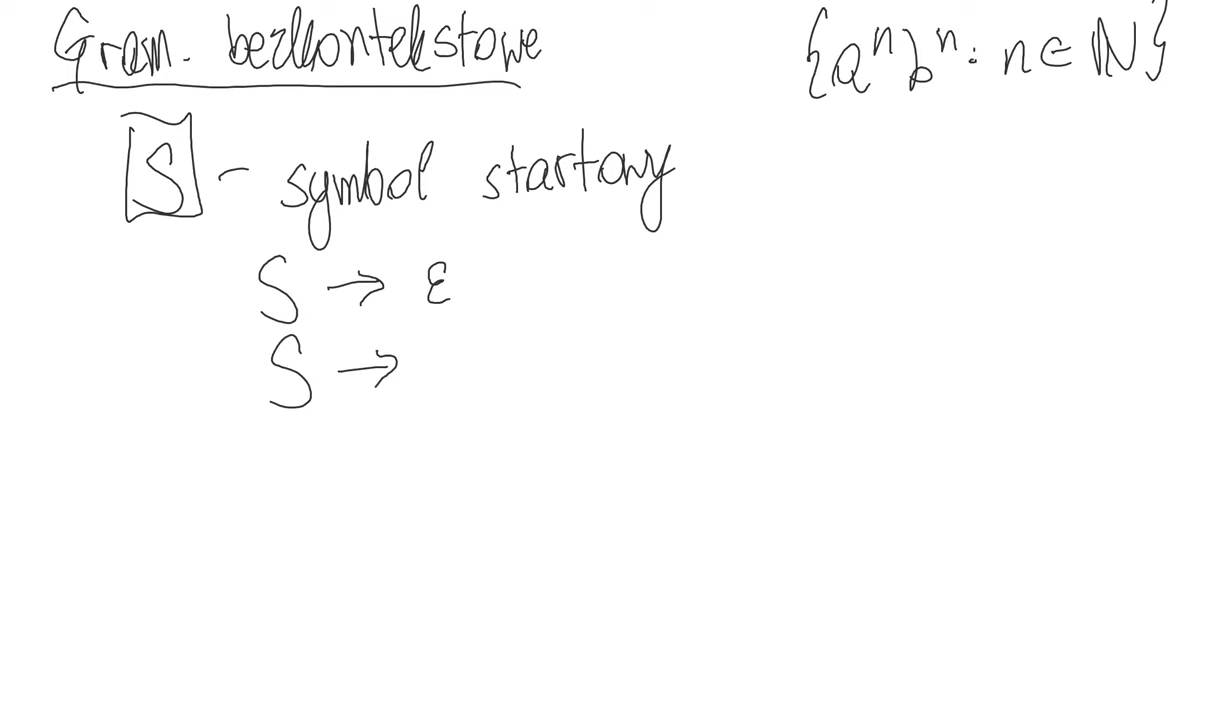 Gram. bezkontekstowe
{aⁿbⁿ: n ∈ ℕ}
S - symbol startowy
S → ε
S →